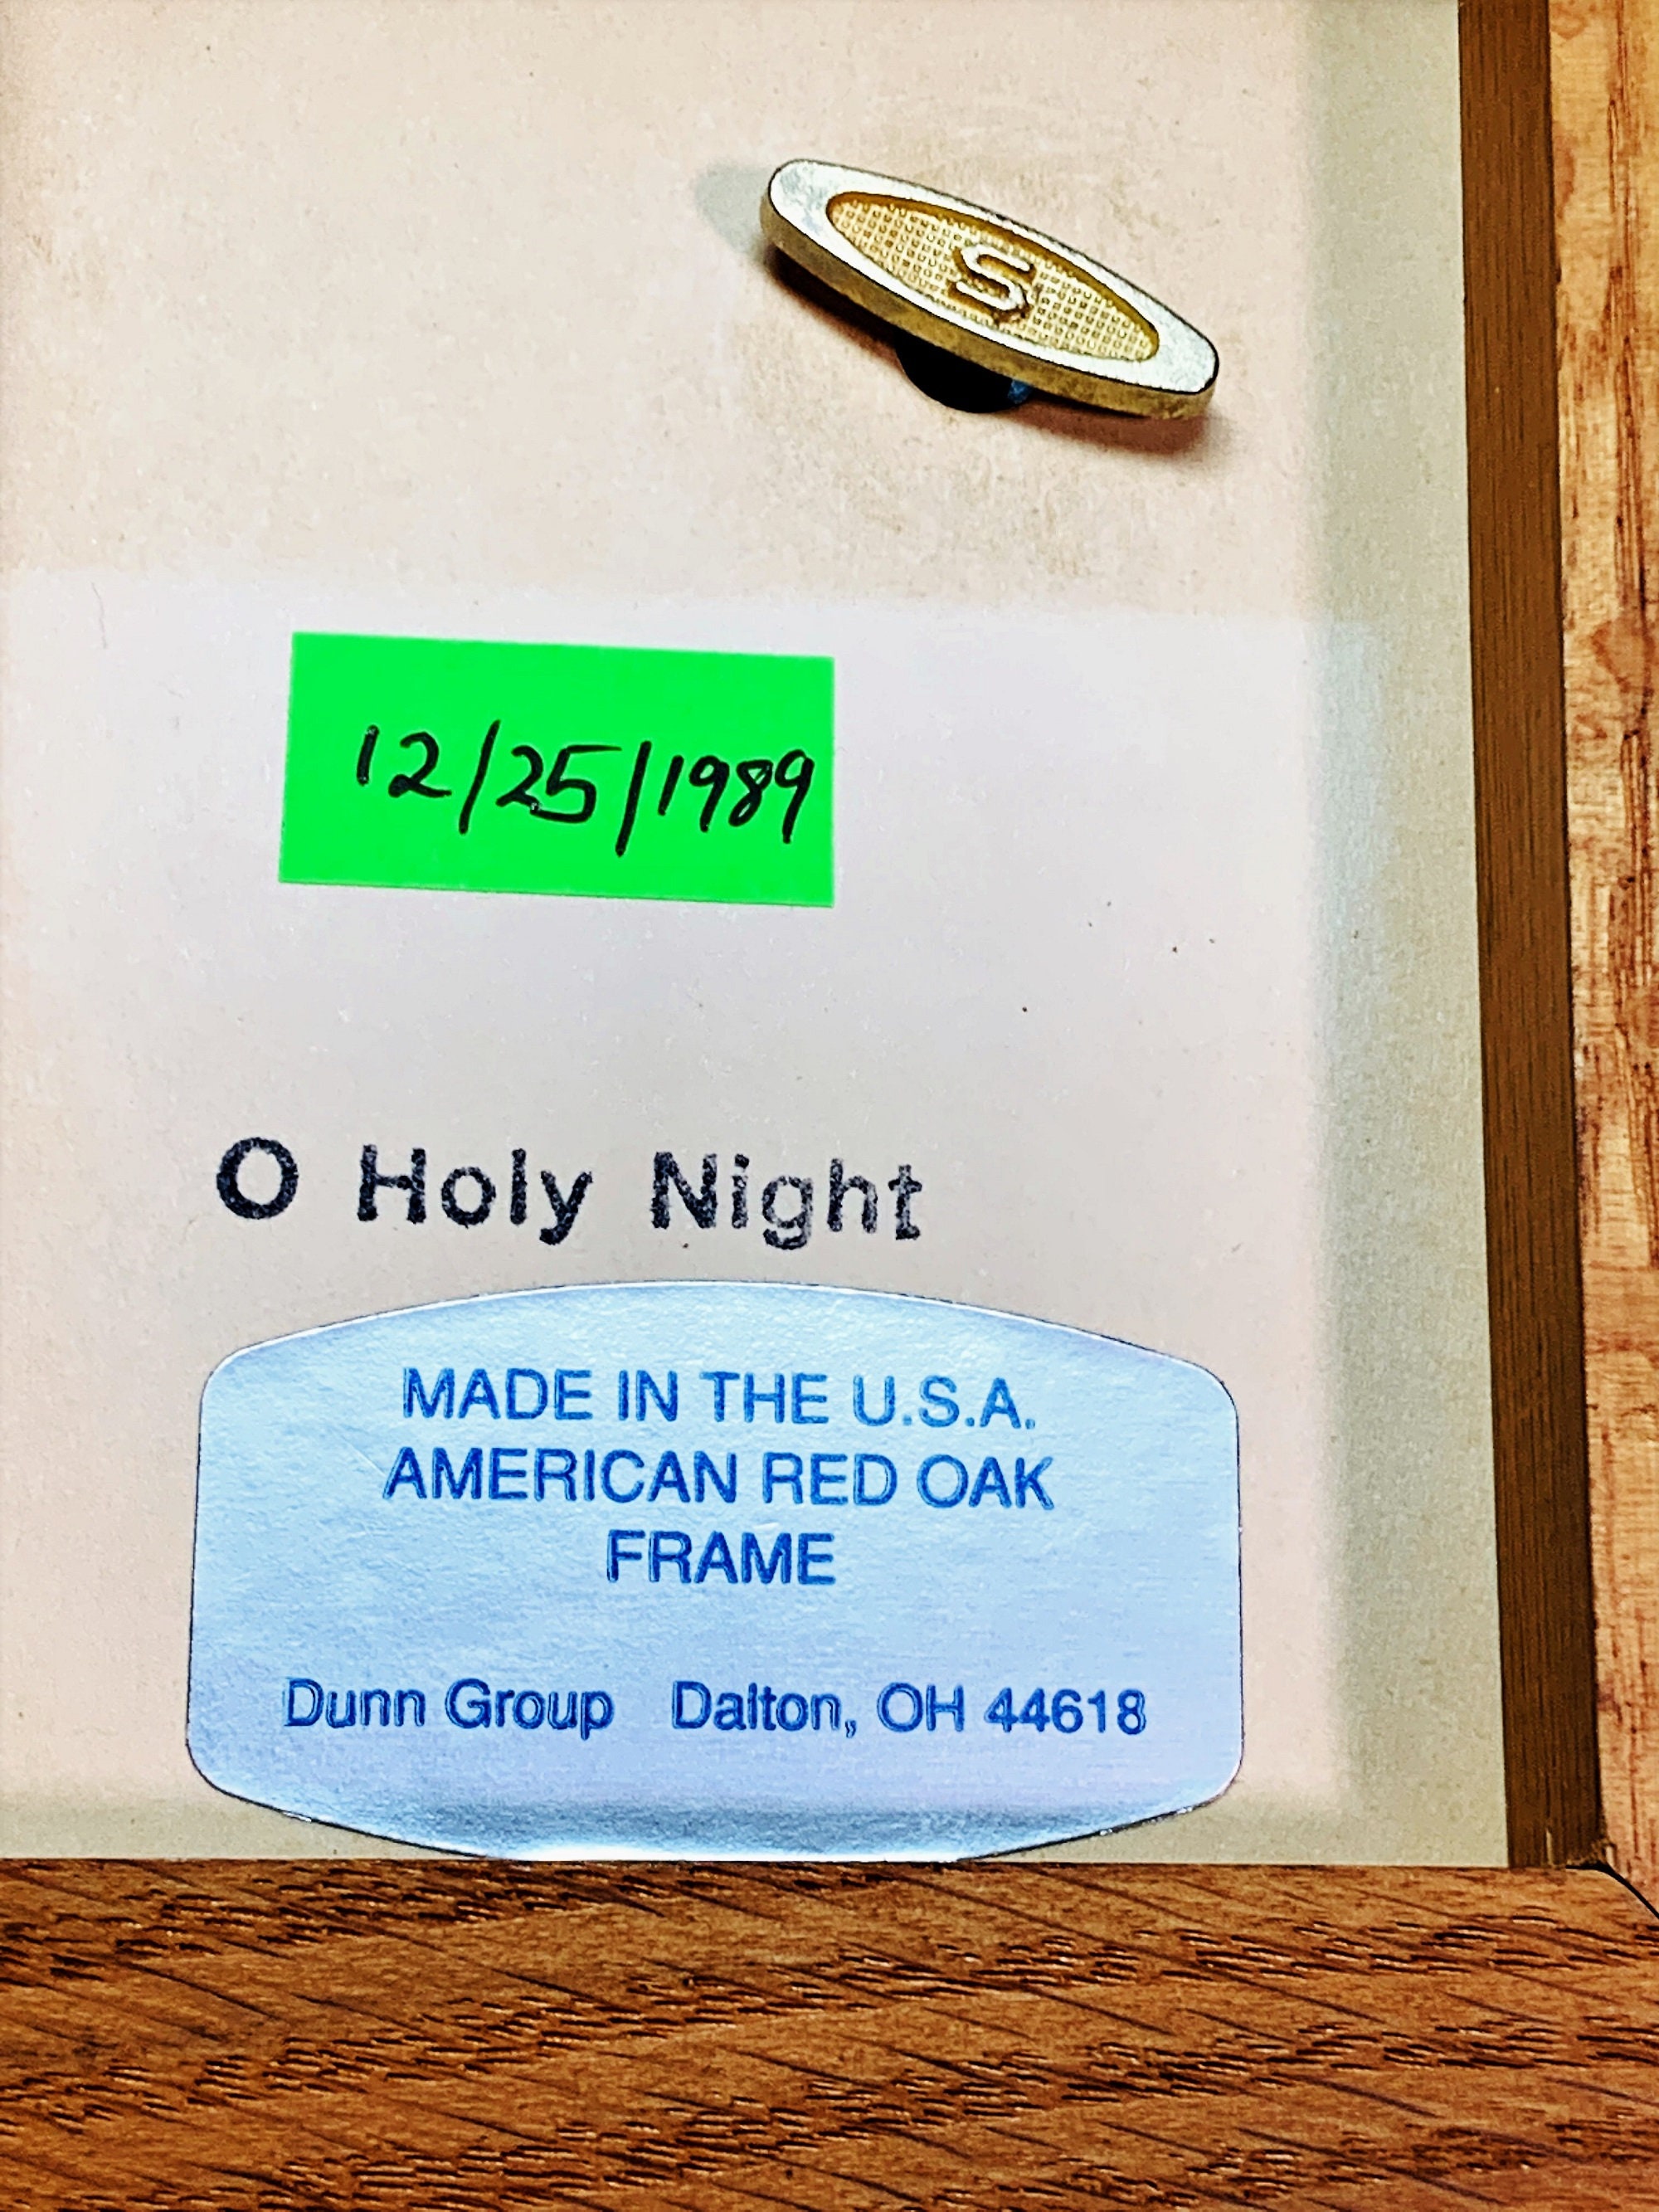 S
12/25/1989
O Holy Night
MADE IN THE U.S.A.
AMERICAN RED OAK
FRAME
Dunn Group Dalton, OH 44618